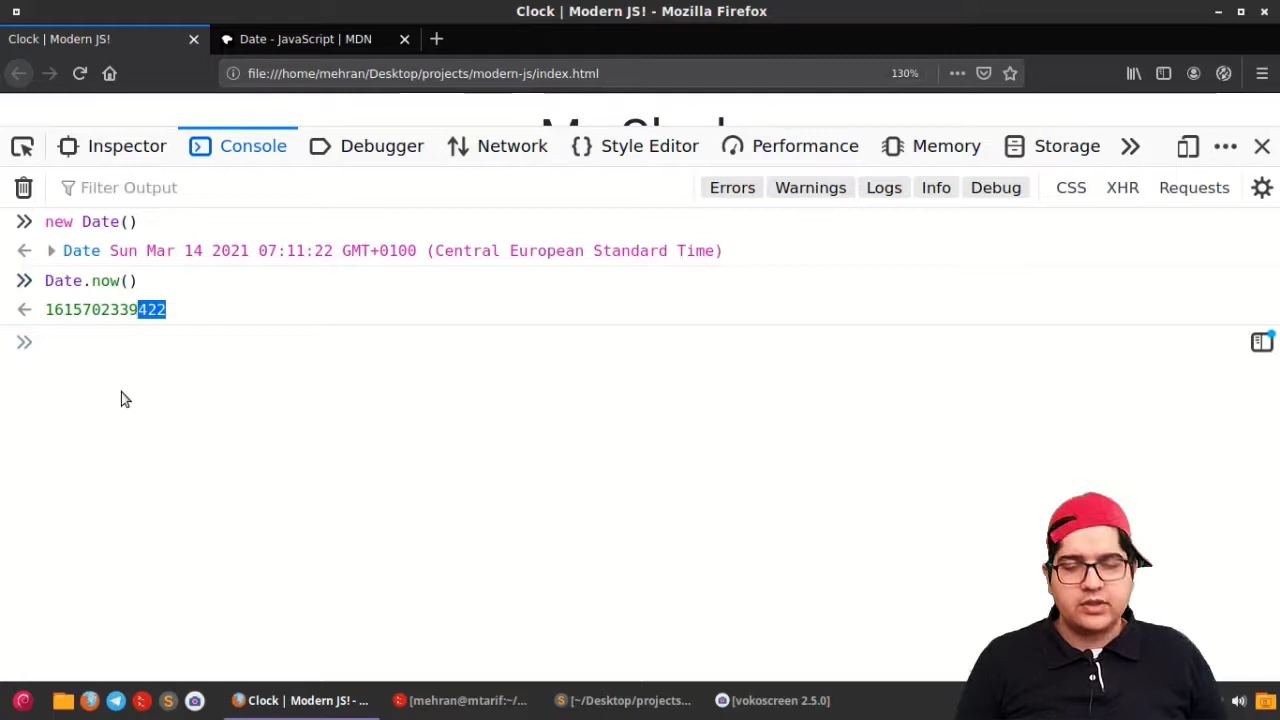 Clock | Modern JS! - Mozilla Firefox
Clock | Modern JS!
Date - JavaScript | MDN
file:///home/mehran/Desktop/projects/modern-js/index.html
130%
Inspector
Console
Debugger
Network
Style Editor
Performance
Memory
Storage
Filter Output
Errors
Warnings
Logs
Info
Debug
CSS
XHR
Requests
new Date()
Date Sun Mar 14 2021 07:11:22 GMT+0100 (Central European Standard Time)
Date.now()
1615702339422
Clock | Modern JS! - ...
[mehran@mtarif:~/...
[~/Desktop/projects...
[vokoscreen 2.5.0]